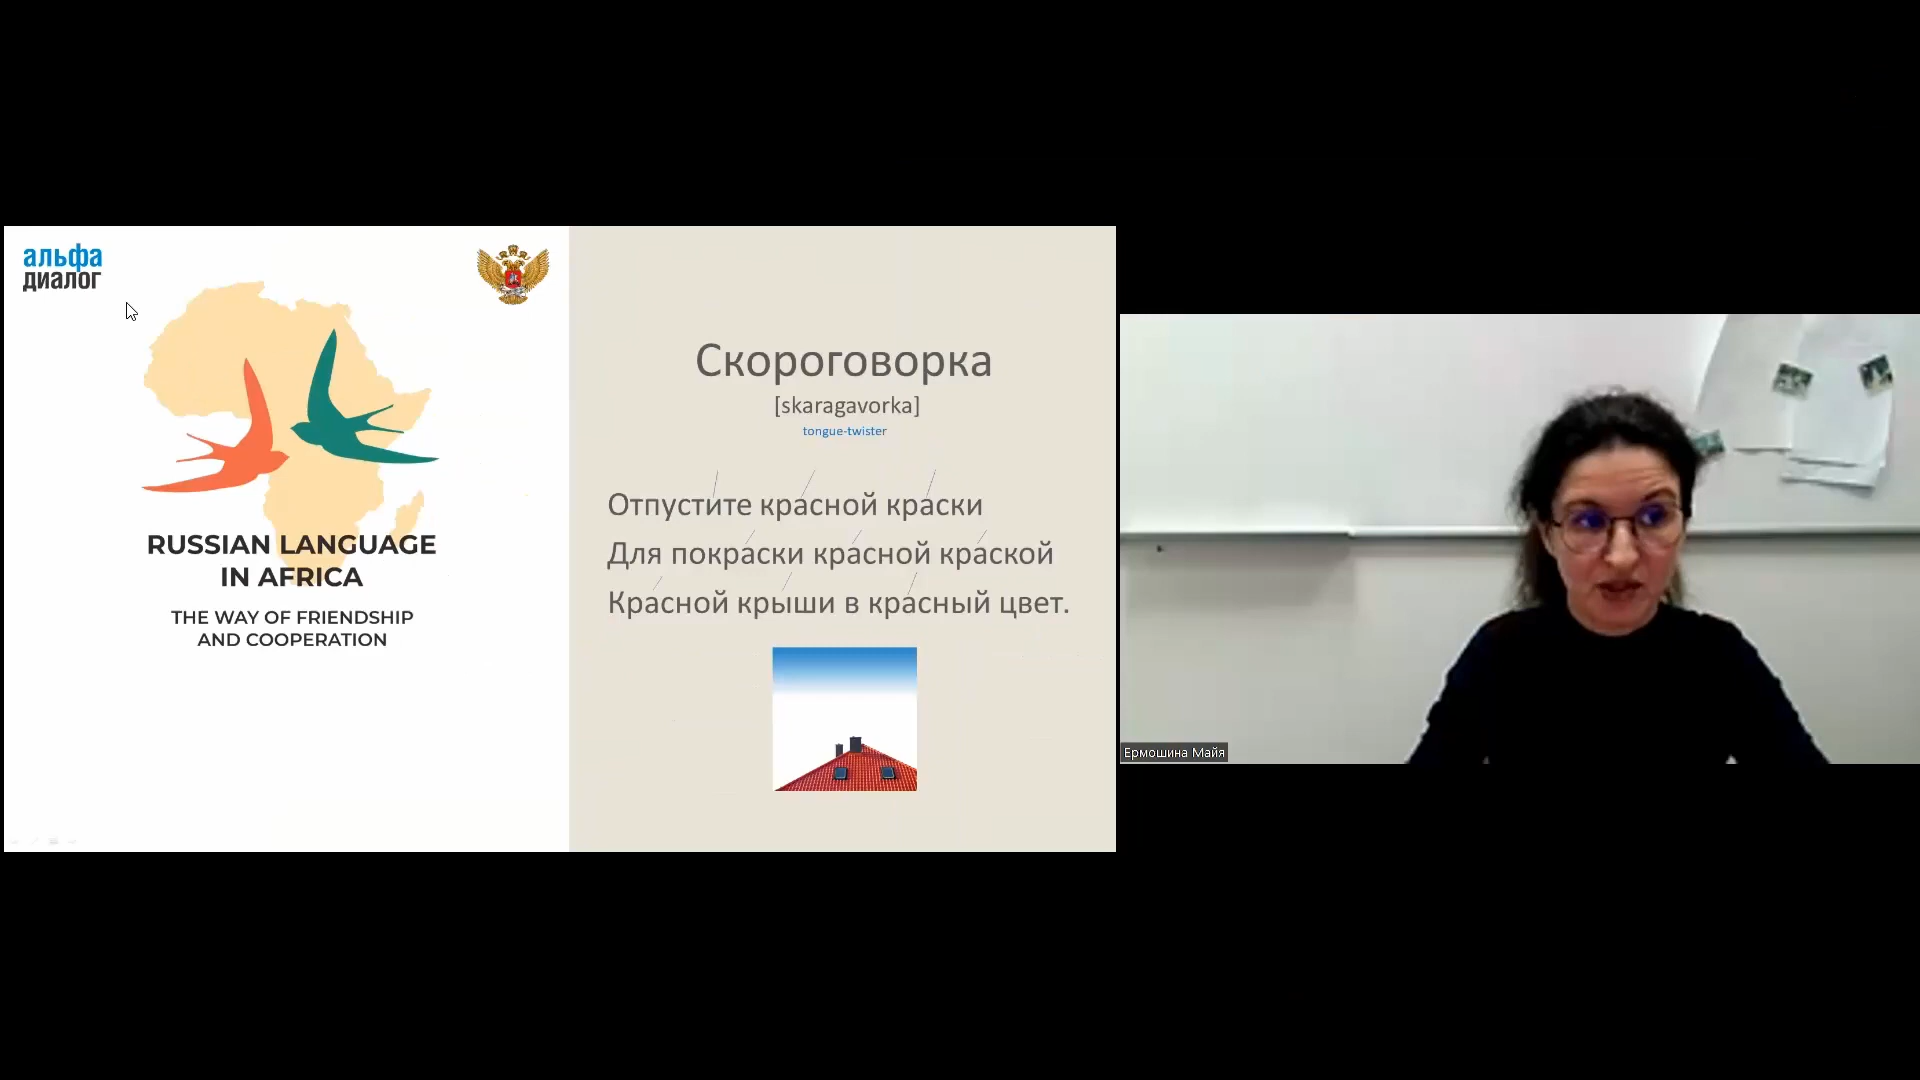 альфа
диалог
RUSSIAN LANGUAGE
IN AFRICA
THE WAY OF FRIENDSHIP
AND COOPERATION
Скороговорка
[skaragavorka]
tongue-twister
Отпустите красной краски
Для покраски красной краской
Красной крыши в красный цвет.
Ермошина Майя